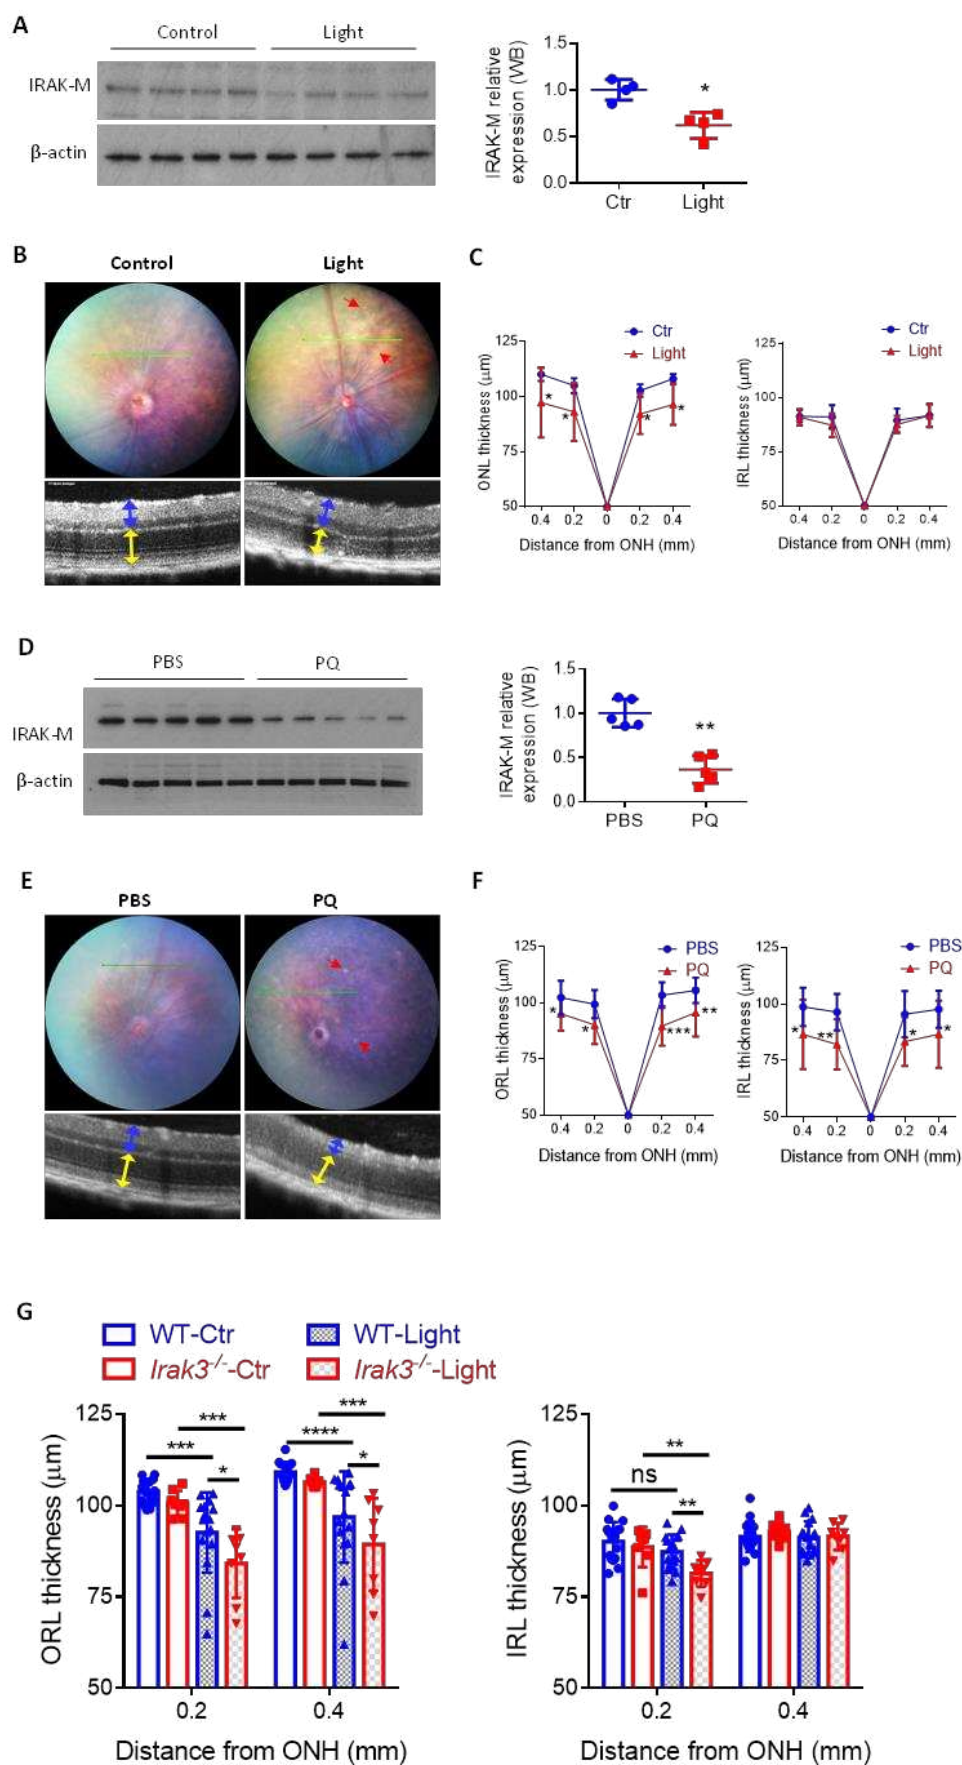 A
Control Light
IRAK-M
β-actin
IRAK-M relative
expression (WB)
1.5
1.0
0.5
0.0
*
Ctr Light
B
Control Light
C
Ctr
Light
ONL thickness (μm)
125
100
75
50
* * * *
0.4 0.2 0 0.2 0.4
Distance from ONH (mm)
Ctr
Light
IRL thickness (μm)
125
100
75
50
0.4 0.2 0 0.2 0.4
Distance from ONH (mm)
D
PBS PQ
IRAK-M
β-actin
IRAK-M relative
expression (WB)
1.5
1.0
0.5
0.0
**
PBS PQ
E
PBS PQ
F
PBS
PQ
ORL thickness (μm)
125
100
75
50
* * *** **
0.4 0.2 0 0.2 0.4
Distance from ONH (mm)
PBS
PQ
IRL thickness (μm)
125
100
75
50
* ** * *
0.4 0.2 0 0.2 0.4
Distance from ONH (mm)
G
WT-Ctr WT-Light
Irak3-/--Ctr Irak3-/--Light
ORL thickness (μm)
125
100
75
50
*** *** * *** **** *
0.2 0.4
Distance from ONH (mm)
IRL thickness (μm)
125
100
75
50
** ns **
0.2 0.4
Distance from ONH (mm)